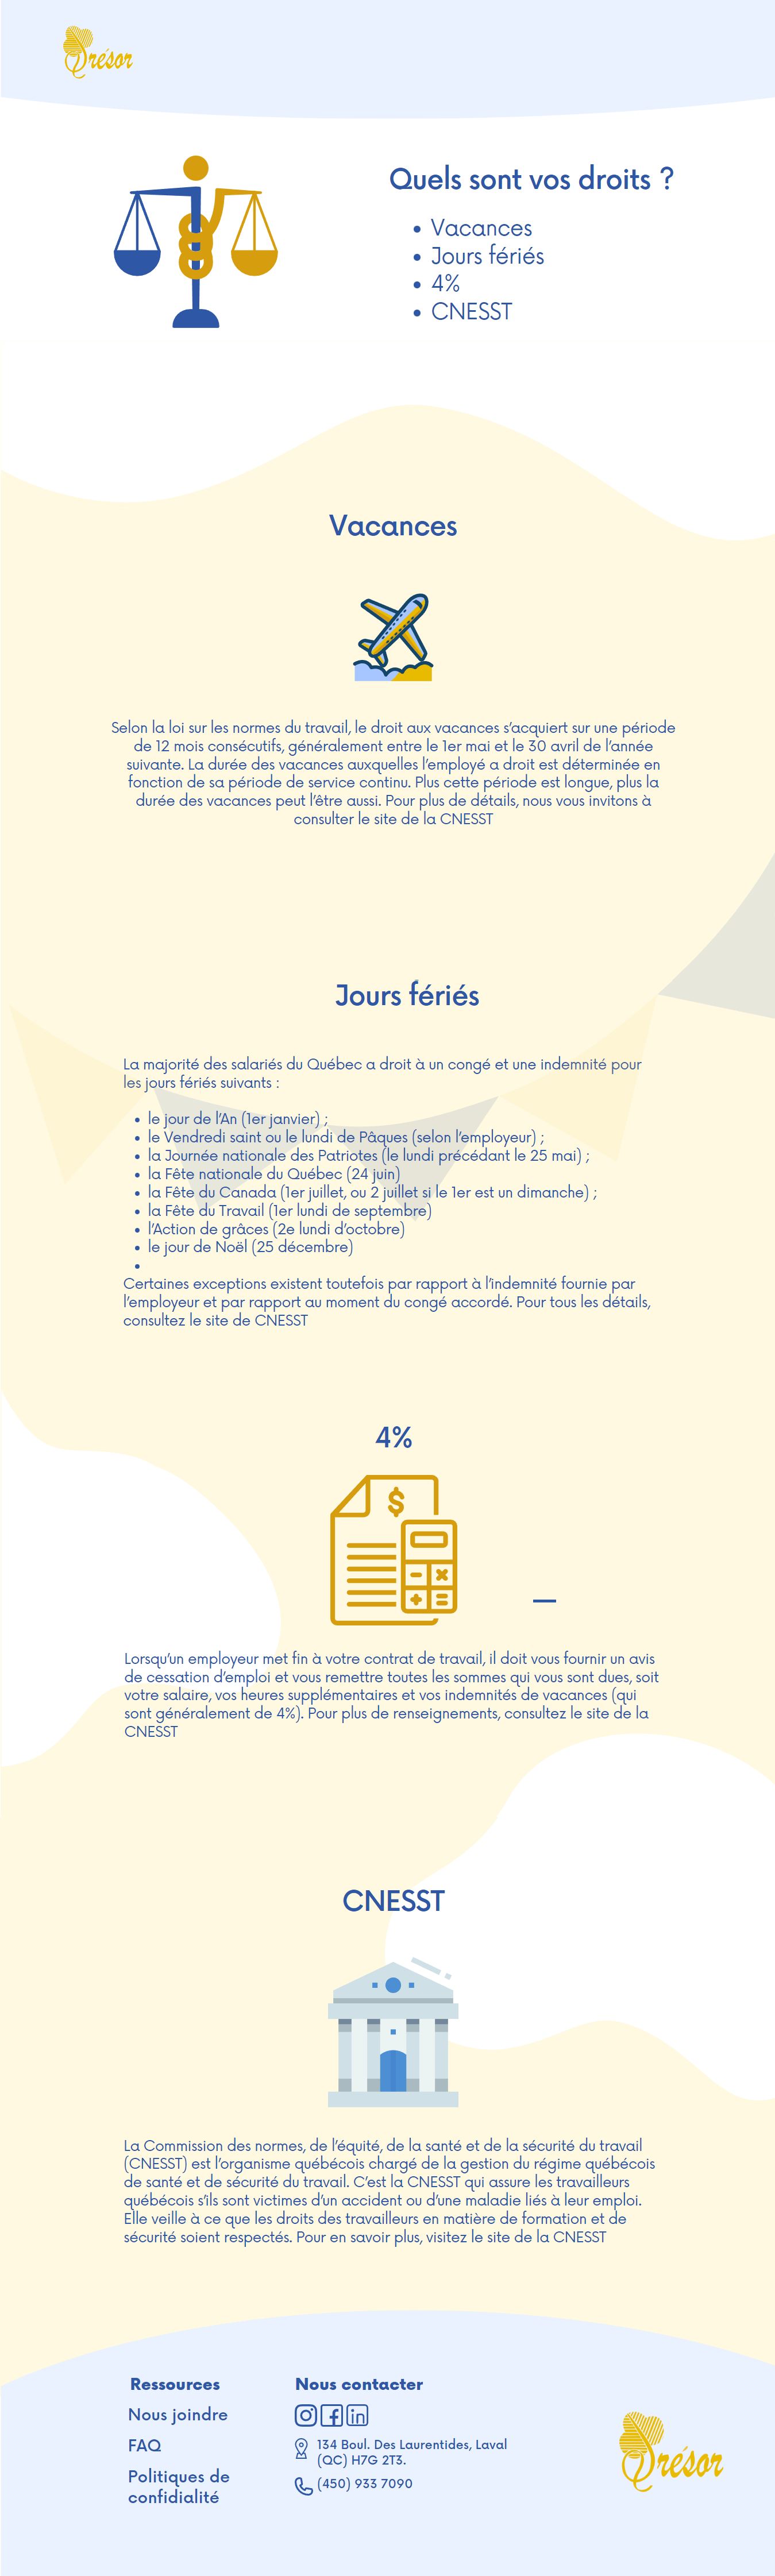 Trésor
Quels sont vos droits ?
• Vacances
• Jours fériés
• 4%
• CNESST
Vacances
Selon la loi sur les normes du travail, le droit aux vacances s’acquiert sur une période
de 12 mois consécutifs, généralement entre le 1er mai et le 30 avril de l’année
suivante. La durée des vacances auxquelles l’employé a droit est déterminée en
fonction de sa période de service continu. Plus cette période est longue, plus la
durée des vacances peut l’être aussi. Pour plus de détails, nous vous invitons à
consulter le site de la CNESST
Jours fériés
La majorité des salariés du Québec a droit à un congé et une indemnité pour
les jours fériés suivants :
• le jour de l’An (1er janvier) ;
• le Vendredi saint ou le lundi de Pâques (selon l’employeur) ;
• la Journée nationale des Patriotes (le lundi précédant le 25 mai) ;
• la Fête nationale du Québec (24 juin)
• la Fête du Canada (1er juillet, ou 2 juillet si le 1er est un dimanche) ;
• la Fête du Travail (1er lundi de septembre)
• l’Action de grâces (2e lundi d’octobre)
• le jour de Noël (25 décembre)
•
Certaines exceptions existent toutefois par rapport à l’indemnité fournie par
l’employeur et par rapport au moment du congé accordé. Pour tous les détails,
consultez le site de CNESST
4%
$
Lorsqu’un employeur met fin à votre contrat de travail, il doit vous fournir un avis
de cessation d’emploi et vous remettre toutes les sommes qui vous sont dues, soit
votre salaire, vos heures supplémentaires et vos indemnités de vacances (qui
sont généralement de 4%). Pour plus de renseignements, consultez le site de la
CNESST
CNESST
La Commission des normes, de l’équité, de la santé et de la sécurité du travail
(CNESST) est l’organisme québécois chargé de la gestion du régime québécois
de santé et de sécurité du travail. C’est la CNESST qui assure les travailleurs
québécois s’ils sont victimes d’un accident ou d’une maladie liés à leur emploi.
Elle veille à ce que les droits des travailleurs en matière de formation et de
sécurité soient respectés. Pour en savoir plus, visitez le site de la CNESST
Ressources
Nous joindre
FAQ
Politiques de
confidialité
Nous contacter
134 Boul. Des Laurentides, Laval
(QC) H7G 2T3.
(450) 933 7090
Trésor